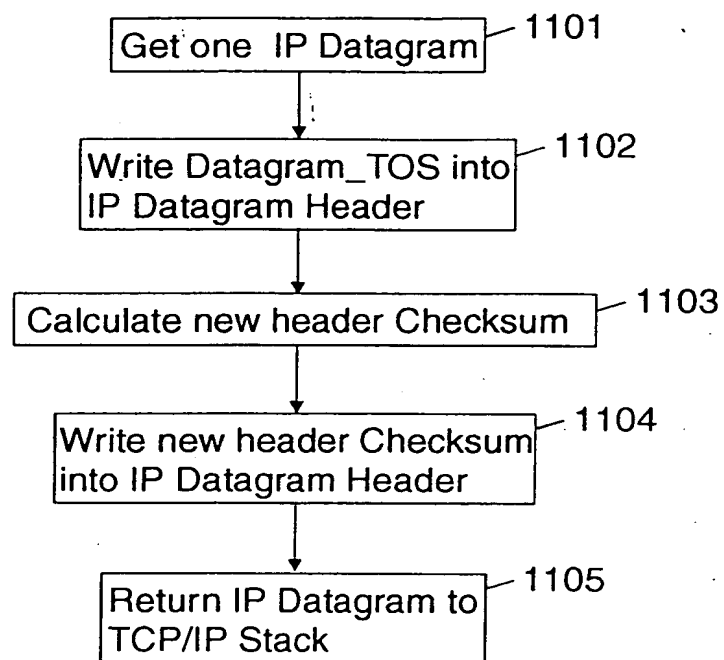 Get one IP Datagram
1101
Write Datagram_TOS into
IP Datagram Header
1102
Calculate new header Checksum
1103
Write new header Checksum
into IP Datagram Header
1104
Return IP Datagram to
TCP/IP Stack
1105